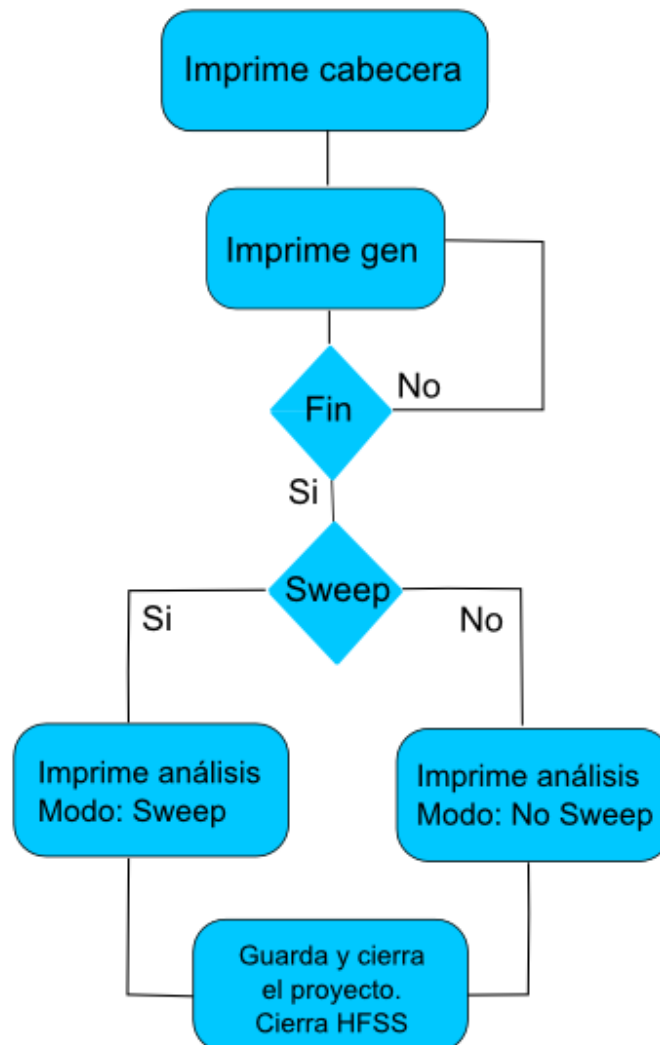 Imprime cabecera
Imprime gen
Fin
No
Si
Sweep
Si
No
Imprime análisis
Modo: Sweep
Imprime análisis
Modo: No Sweep
Guarda y cierra
el proyecto.
Cierra HFSS